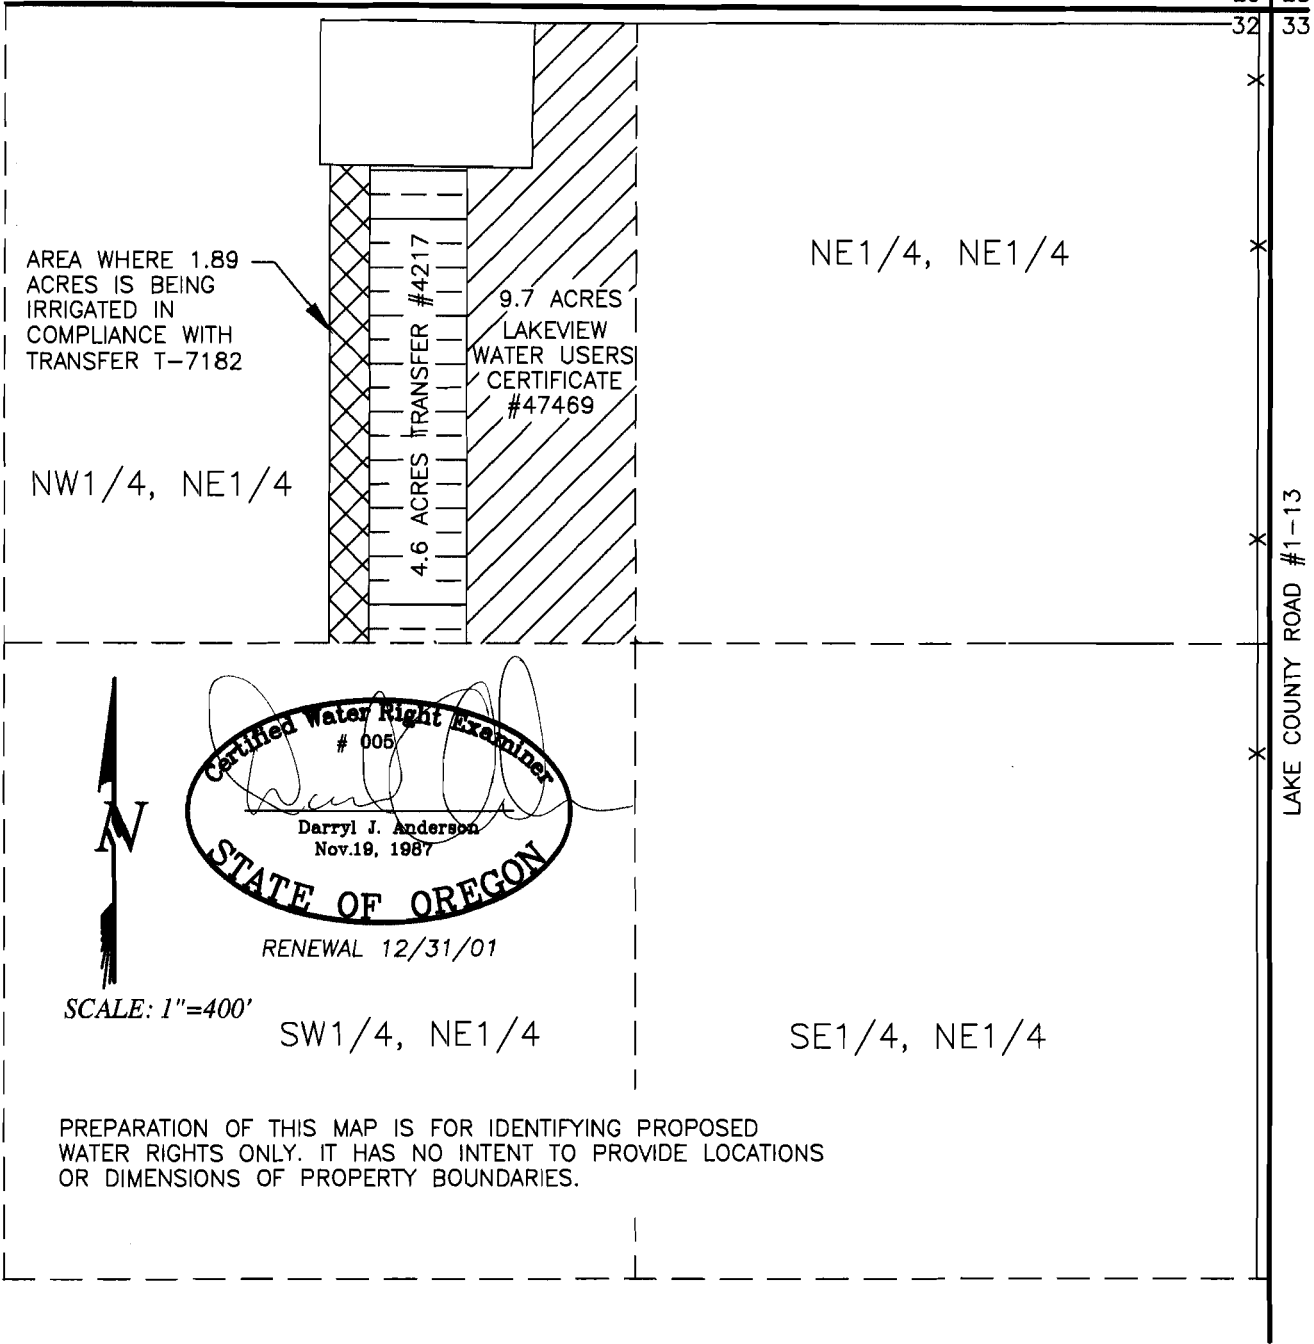 32 33
AREA WHERE 1.89
ACRES IS BEING
IRRIGATED IN
COMPLIANCE WITH
TRANSFER T-7182
NE1/4, NE1/4
4.6 ACRES TRANSFER #4217
9.7 ACRES
LAKEVIEW
WATER USERS
CERTIFICATE
#47469
NW1/4, NE1/4
LAKE COUNTY ROAD #1-13
Certified Water Right Examiner
# 005
Darryl J. Anderson
Nov.19, 1987
STATE OF OREGON
RENEWAL 12/31/01
N
SCALE: 1"=400'
SW1/4, NE1/4
SE1/4, NE1/4
PREPARATION OF THIS MAP IS FOR IDENTIFYING PROPOSED
WATER RIGHTS ONLY. IT HAS NO INTENT TO PROVIDE LOCATIONS
OR DIMENSIONS OF PROPERTY BOUNDARIES.